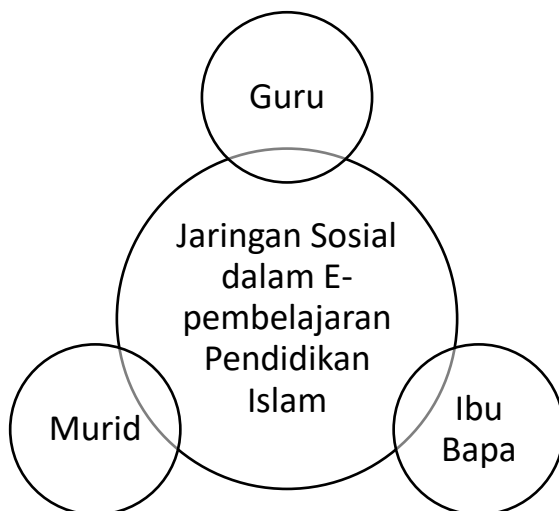 Guru
Jaringan Sosial
dalam E-
pembelajaran
Pendidikan
Islam
Murid
Ibu
Bapa